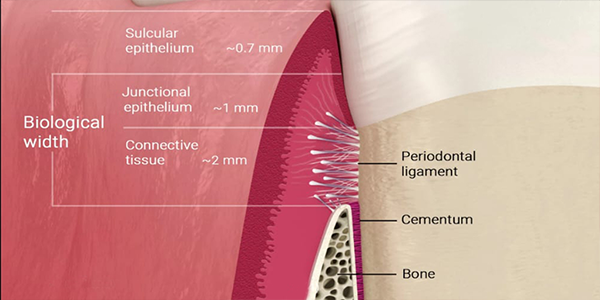 Sulcular
epithelium ~0.7 mm
Junctional
epithelium ~1 mm
Biological
width
Connective
tissue ~2 mm
Periodontal
ligament
Cementum
Bone